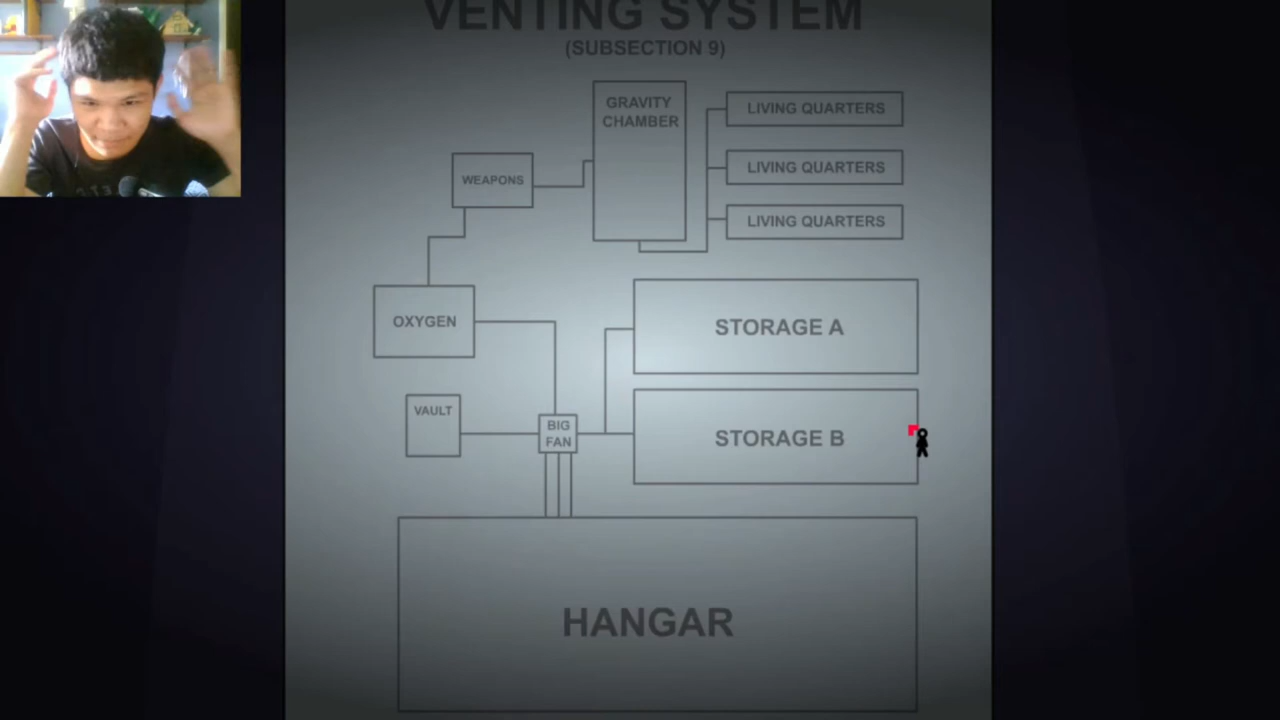 VENTING SYSTEM
(SUBSECTION 9)
GRAVITY
CHAMBER
LIVING QUARTERS
LIVING QUARTERS
LIVING QUARTERS
WEAPONS
OXYGEN
STORAGE A
VAULT
BIG
FAN
STORAGE B
HANGAR